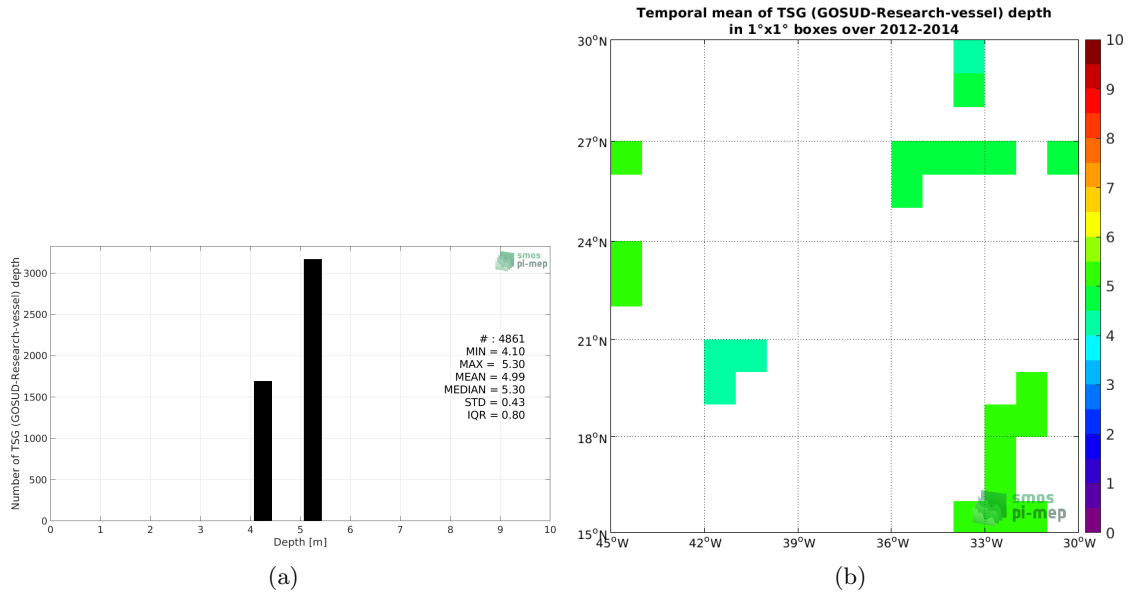 Number of TSG (GOSUD-Research-vessel) depth
3000
2500
2000
1500
1000
500
0
0 1 2 3 4 5 6 7 8 9 10
Depth [m]
smos
pi-mep
# : 4861
MIN = 4.10
MAX = 5.30
MEAN = 4.99
MEDIAN = 5.30
STD = 0.43
IQR = 0.80
(a)
Temporal mean of TSG (GOSUD-Research-vessel) depth
in 1°x1° boxes over 2012-2014
30°N
27°N
24°N
21°N
18°N
15°N
45°W 42°W 39°W 36°W 33°W 30°W
smos
pi-mep
10
9
8
7
6
5
4
3
2
1
0
(b)